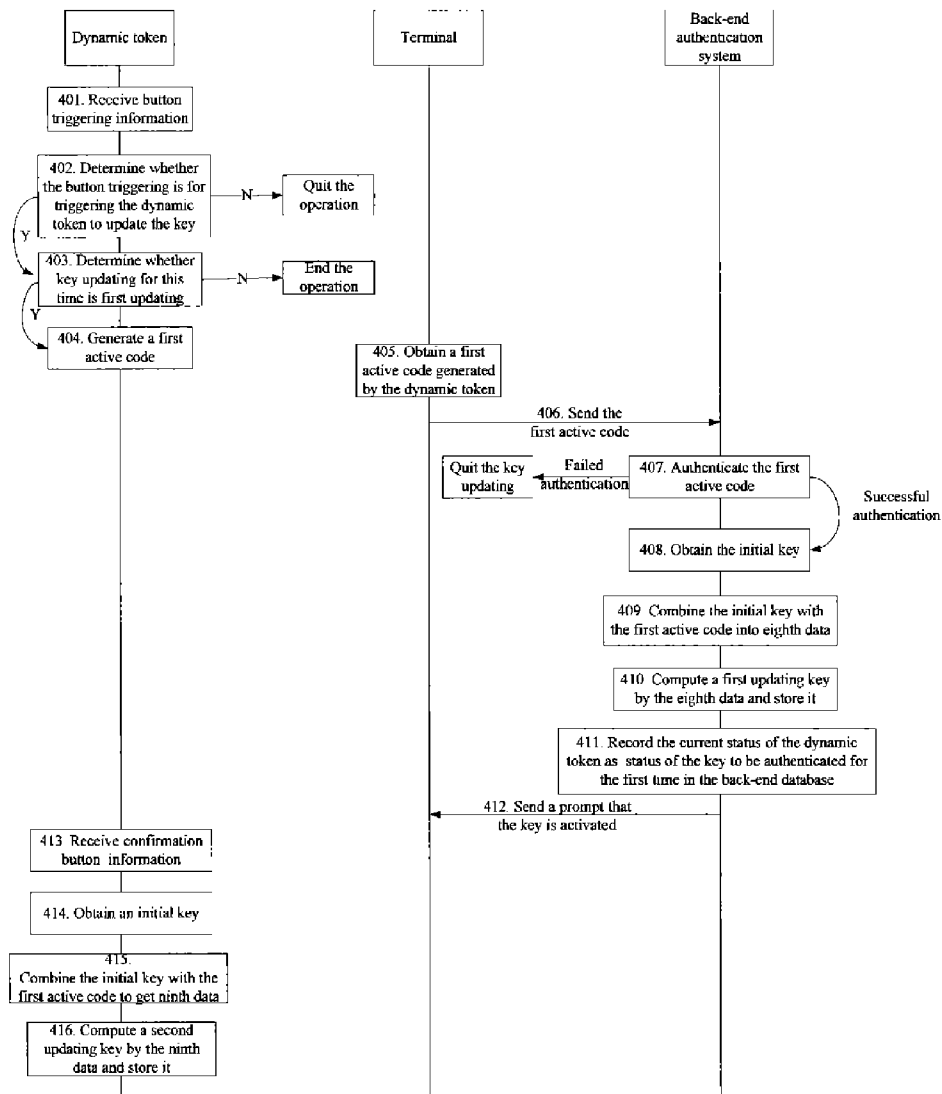 Dynamic token
Terminal
Back-end
authentication
system
401. Receive button
triggering information
402. Determine whether
the button triggering is for
triggering the dynamic
token to update the key
N
Quit the
operation
Y
403. Determine whether
key updating for this
time is first updating
N
End the
operation
Y
404. Generate a first
active code
405. Obtain a first
active code generated
by the dynamic token
406. Send the
first active code
Quit the key
updating
Failed
authentication
407. Authenticate the first
active code
Successful
authentication
408. Obtain the initial key
409 Combine the initial key with
the first active code into eighth data
410 Compute a first updating key
by the eighth data and store it
411. Record the current status of the dynamic
token as status of the key to be authenticated for
the first time in the back-end database
412. Send a prompt that
the key is activated
413 Receive confirmation
button information
414. Obtain an initial key
415.
Combine the initial key with the
first active code to get ninth data
416. Compute a second
updating key by the ninth
data and store it